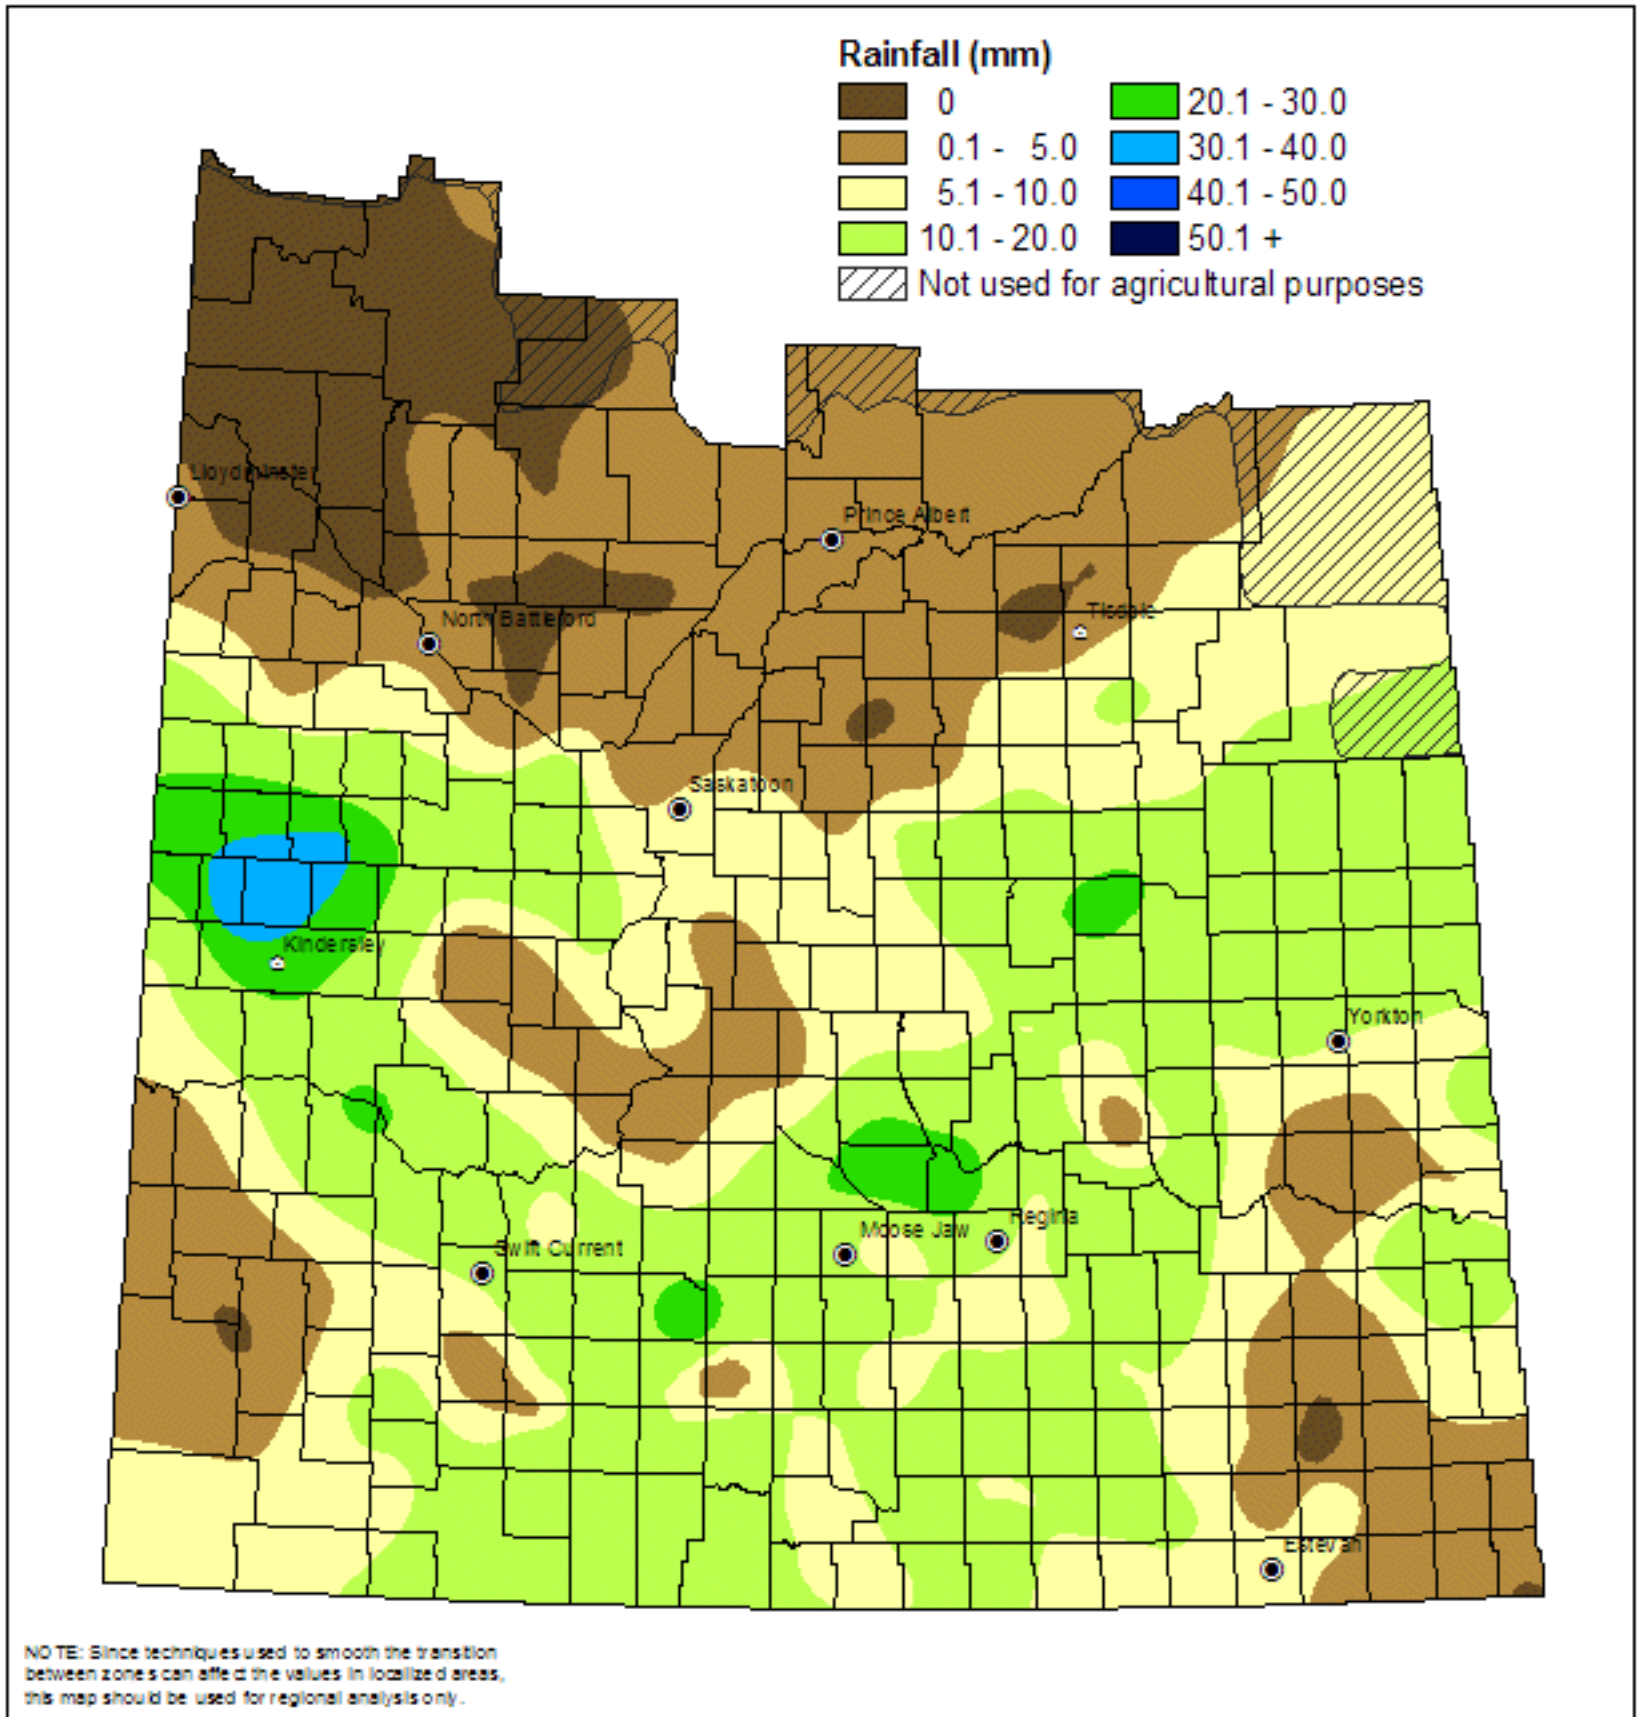 Rainfall (mm)
0
20.1 - 30.0
0.1 - 5.0
30.1 - 40.0
5.1 - 10.0
40.1 - 50.0
10.1 - 20.0
50.1 +
Not used for agricultural purposes
Lloydminster
Prince Albert
North Battleford
Tisdale
Saskatoon
Kindersley
Yorkton
Regina
Moose Jaw
Swift Current
Estevan
NOTE: Since techniques used to smooth the transition
between zones can affect the values in localized areas,
this map should be used for regional analysis only.